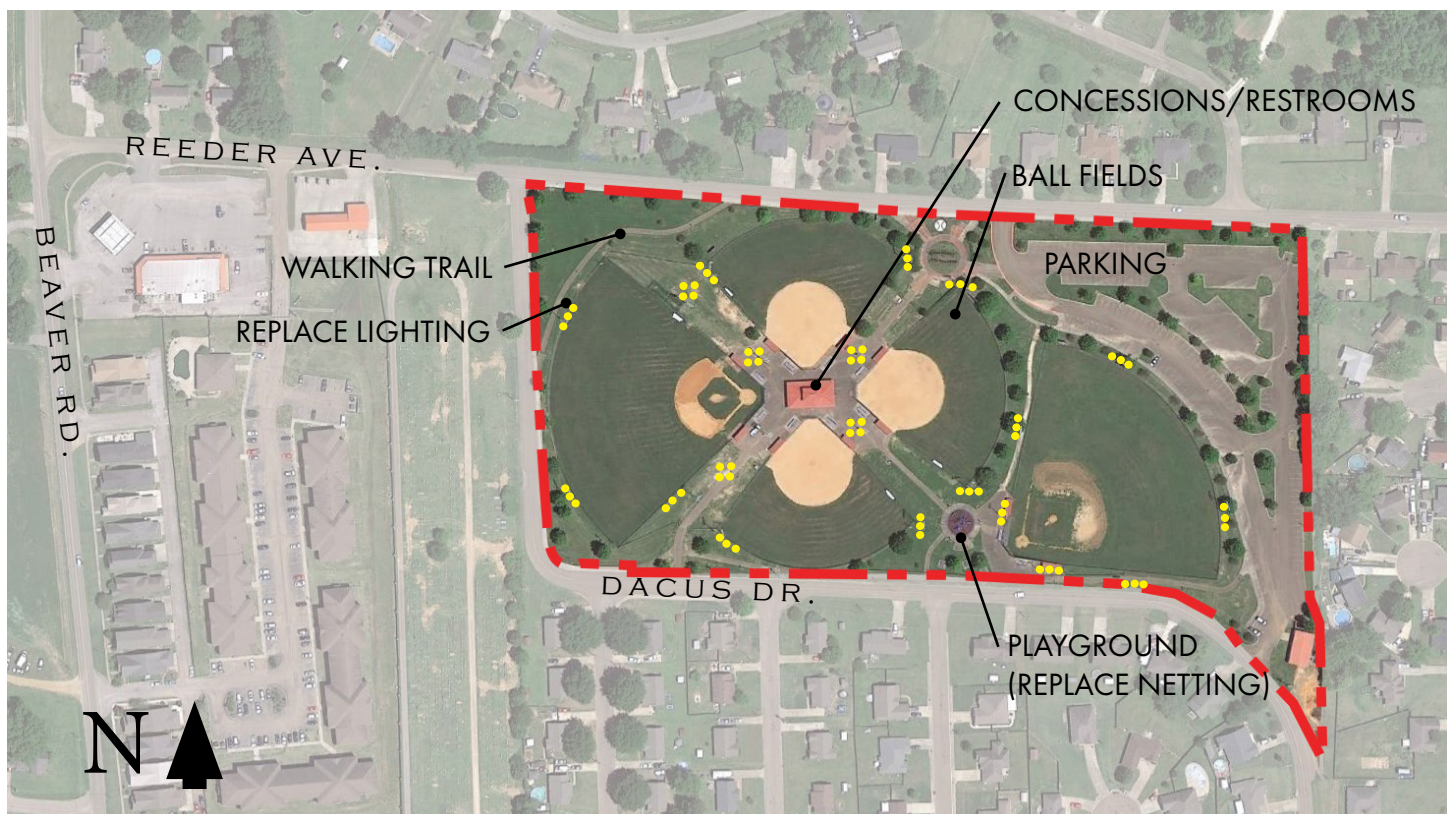 CONCESSIONS/RESTROOMS
REEDER AVE.
BALL FIELDS
BEAVER RD.
WALKING TRAIL
PARKING
REPLACE LIGHTING
DACUS DR.
PLAYGROUND
(REPLACE NETTING)
N